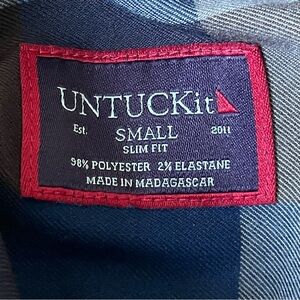 UNTUCKit
Est. SMALL 2011
SLIM FIT
98% POLYESTER 2% ELASTANE
MADE IN MADAGASCAR